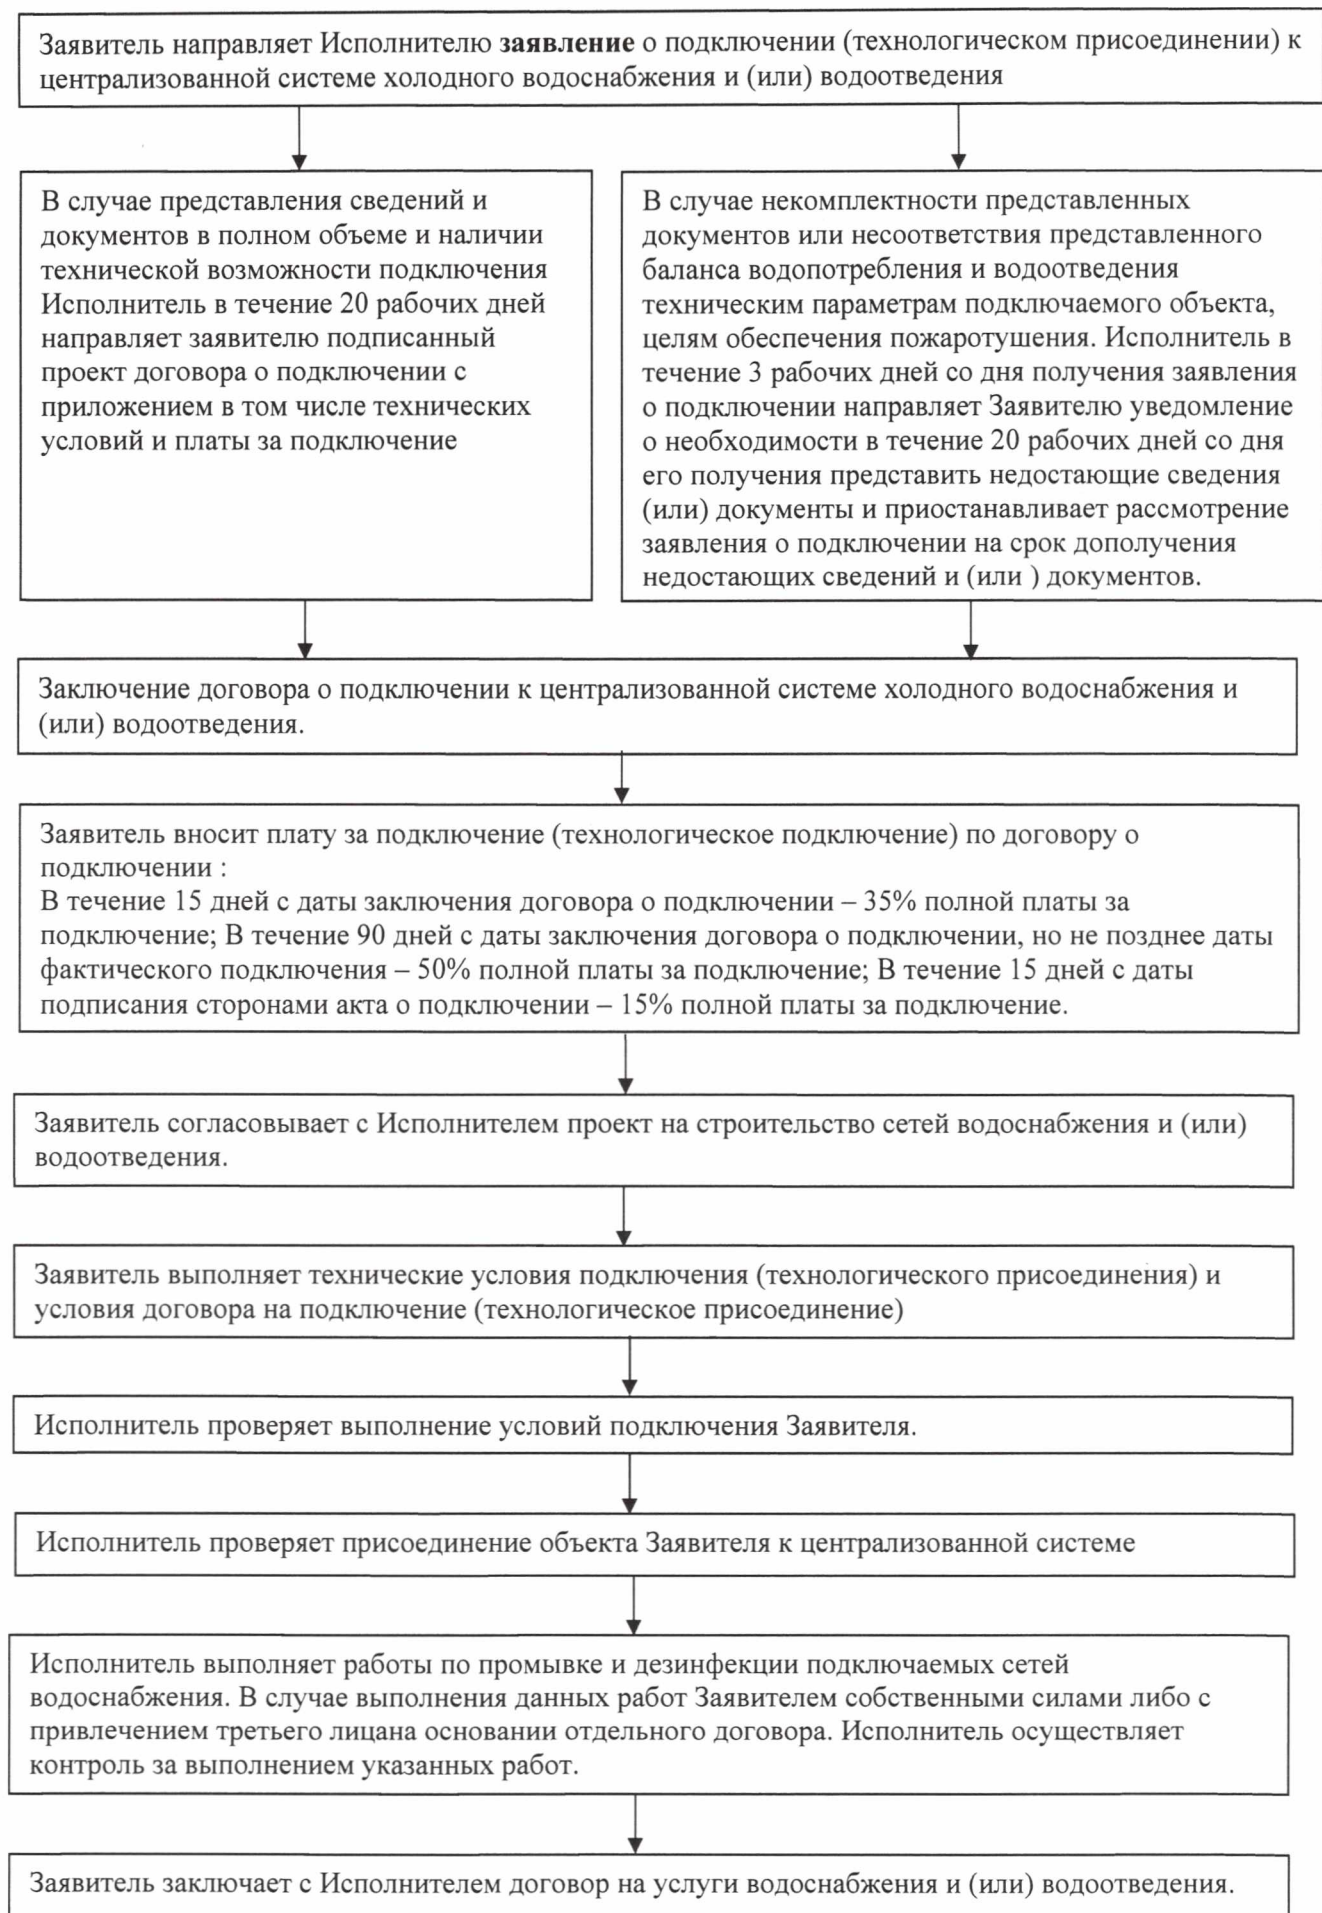 Заявитель направляет Исполнителю заявление о подключении (технологическом присоединении) к
централизованной системе холодного водоснабжения и (или) водоотведения
В случае представления сведений и
документов в полном объеме и наличии
технической возможности подключения
Исполнитель в течение 20 рабочих дней
направляет заявителю подписанный
проект договора о подключении с
приложением в том числе технических
условий и платы за подключение
В случае некомплектности представленных
документов или несоответствия представленного
баланса водопотребления и водоотведения
техническим параметрам подключаемого объекта,
целям обеспечения пожаротушения. Исполнитель в
течение 3 рабочих дней со дня получения заявления
о подключении направляет Заявителю уведомление
о необходимости в течение 20 рабочих дней со дня
его получения представить недостающие сведения
(или) документы и приостанавливает рассмотрение
заявления о подключении на срок дополучения
недостающих сведений и (или ) документов.
Заключение договора о подключении к централизованной системе холодного водоснабжения и
(или) водоотведения.
Заявитель вносит плату за подключение (технологическое подключение) по договору о
подключении :
В течение 15 дней с даты заключения договора о подключении – 35% полной платы за
подключение; В течение 90 дней с даты заключения договора о подключении, но не позднее даты
фактического подключения – 50% полной платы за подключение; В течение 15 дней с даты
подписания сторонами акта о подключении – 15% полной платы за подключение.
Заявитель согласовывает с Исполнителем проект на строительство сетей водоснабжения и (или)
водоотведения.
Заявитель выполняет технические условия подключения (технологического присоединения) и
условия договора на подключение (технологическое присоединение)
Исполнитель проверяет выполнение условий подключения Заявителя.
Исполнитель проверяет присоединение объекта Заявителя к централизованной системе
Исполнитель выполняет работы по промывке и дезинфекции подключаемых сетей
водоснабжения. В случае выполнения данных работ Заявителем собственными силами либо с
привлечением третьего лицана основании отдельного договора. Исполнитель осуществляет
контроль за выполнением указанных работ.
Заявитель заключает с Исполнителем договор на услуги водоснабжения и (или) водоотведения.